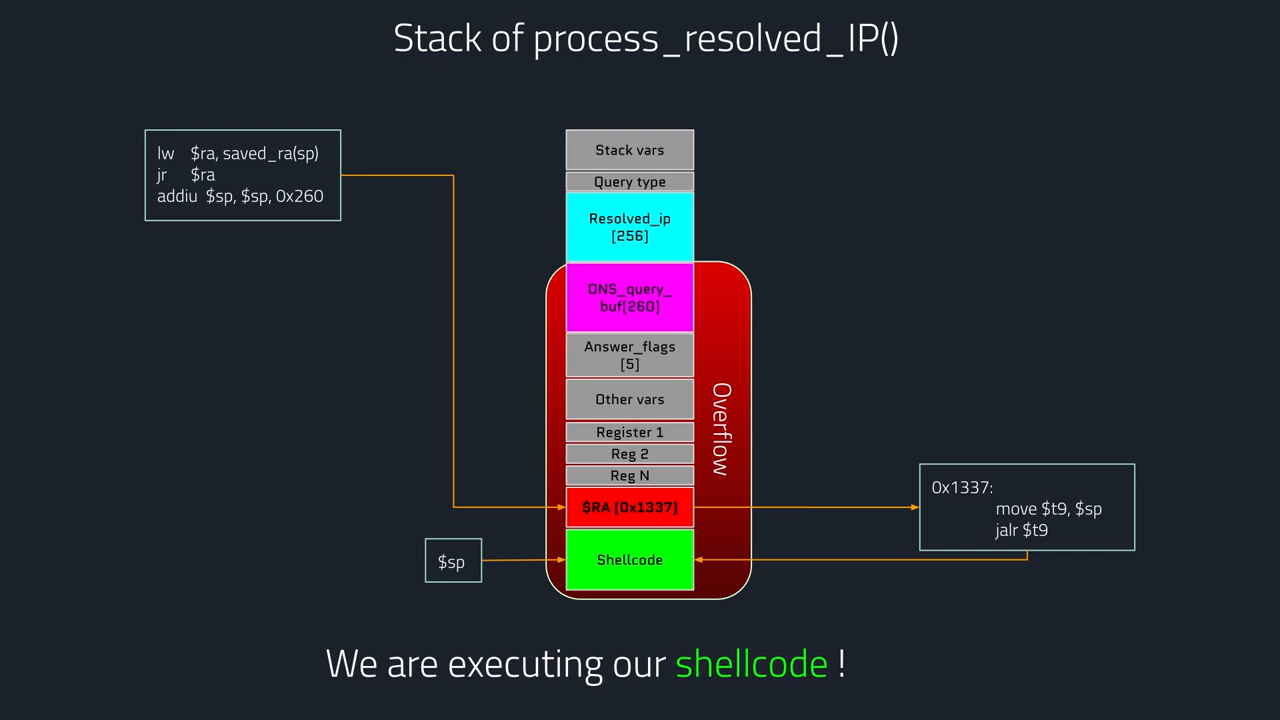 Stack of process_resolved_IP()
lw $ra, saved_ra(sp)
jr $ra
addiu $sp, $sp, 0x260
Stack vars
Query type
Resolved_ip
[256]
DNS_query_
buf[260]
Answer_flags
[5]
Other vars
Register 1
Reg 2
Reg N
$RA [0x1337]
Shellcode
Overflow
$sp
0x1337:
move $t9, $sp
jalr $t9
We are executing our shellcode !